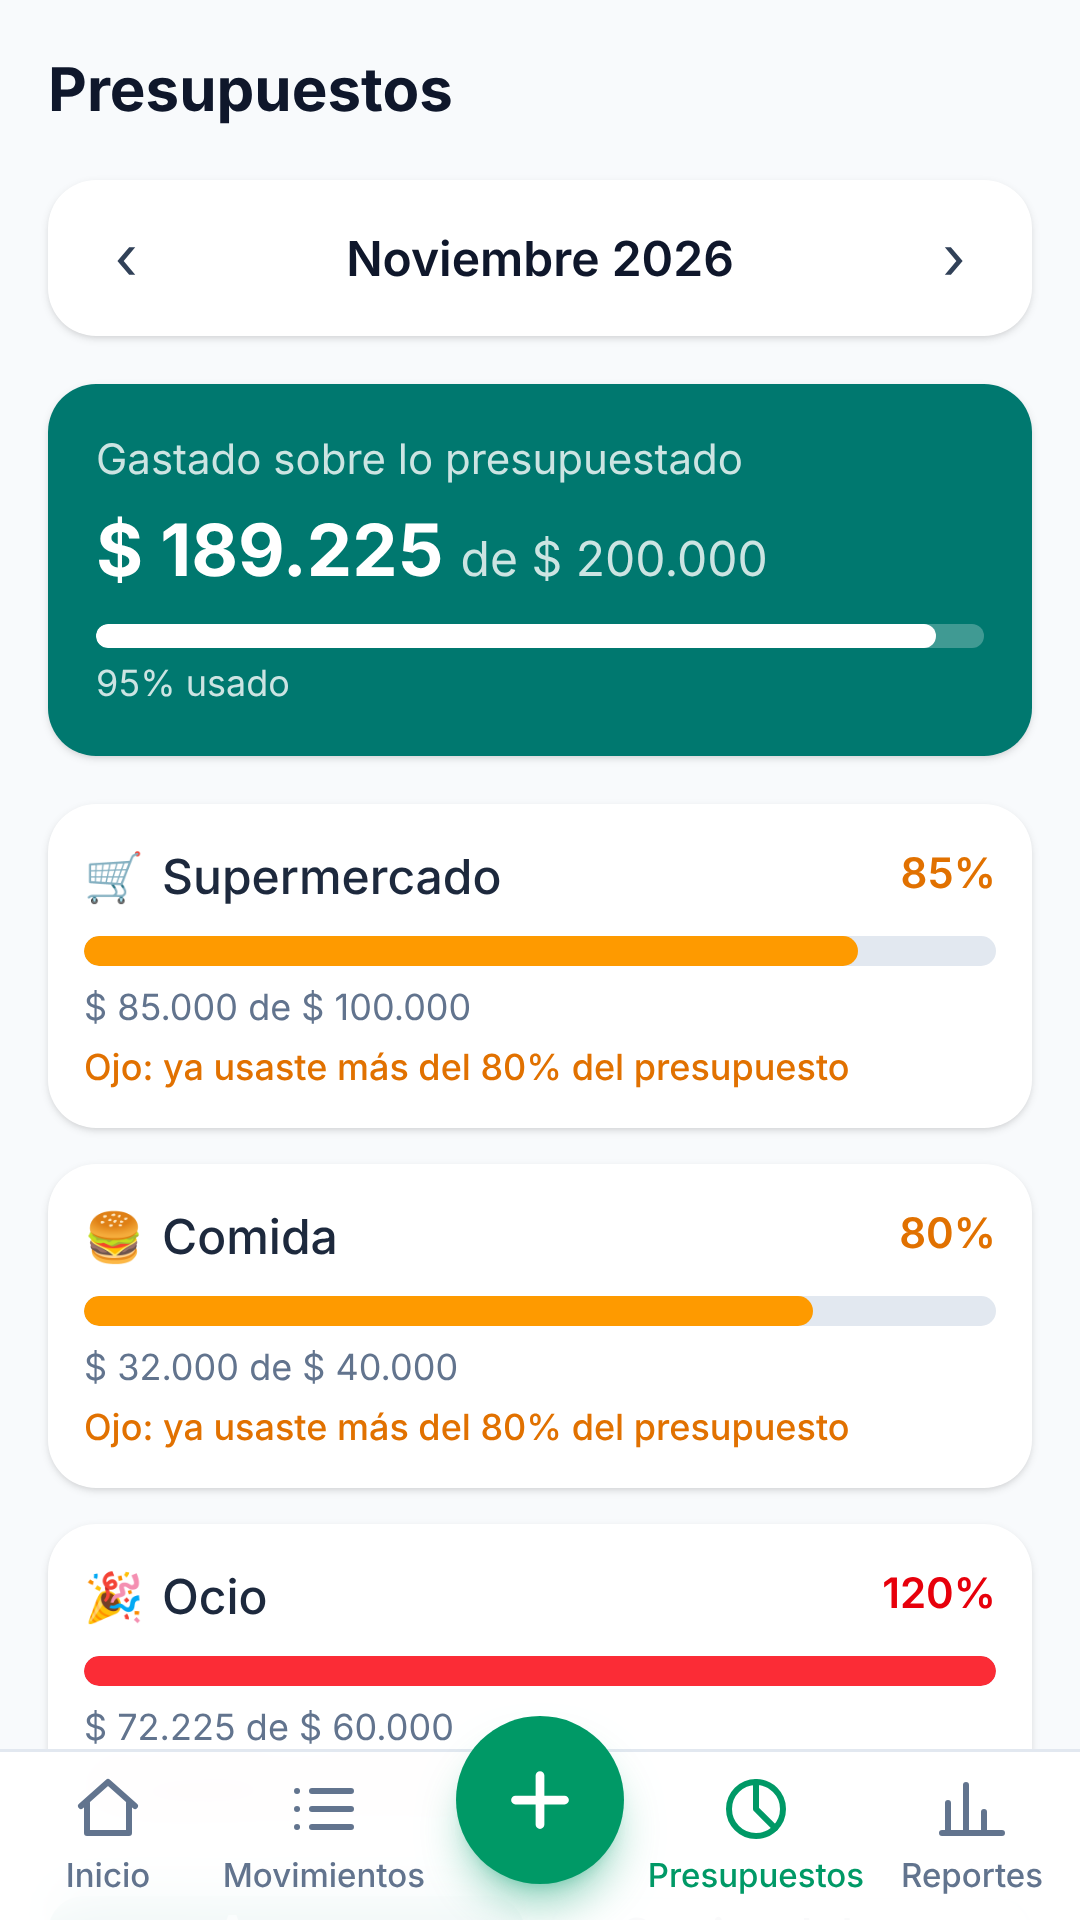 Presupuestos
‹ Noviembre 2026 ›
Gastado sobre lo presupuestado
$ 189.225 de $ 200.000
95% usado
Supermercado 85%
$ 85.000 de $ 100.000
Ojo: ya usaste más del 80% del presupuesto
Comida 80%
$ 32.000 de $ 40.000
Ojo: ya usaste más del 80% del presupuesto
Ocio 120%
$ 72.225 de $ 60.000
Inicio Movimientos + Presupuestos Reportes